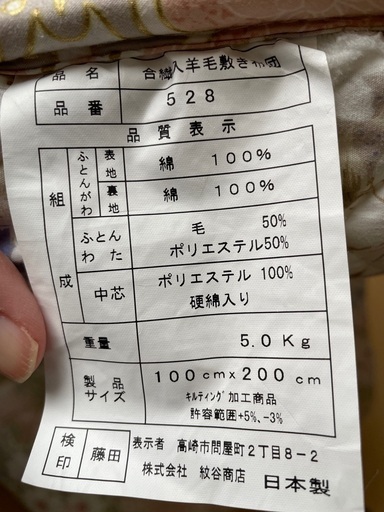 品 名 合繊入羊毛敷きふ団
品 番 528
品 質 表 示
組成
ふとんがわ 表地 綿 100%
裏地 綿 100%
ふとん わた 毛 50%
ポリエステル50%
中芯 ポリエステル 100%
硬綿入り
重量 5.0 Kg
製品 サイズ 100cm×200cm
キルティング加工商品
許容範囲+5%、-3%
検印 藤田 表示者 高崎市問屋町2丁目8-2
株式会社 紋谷商店 日本製